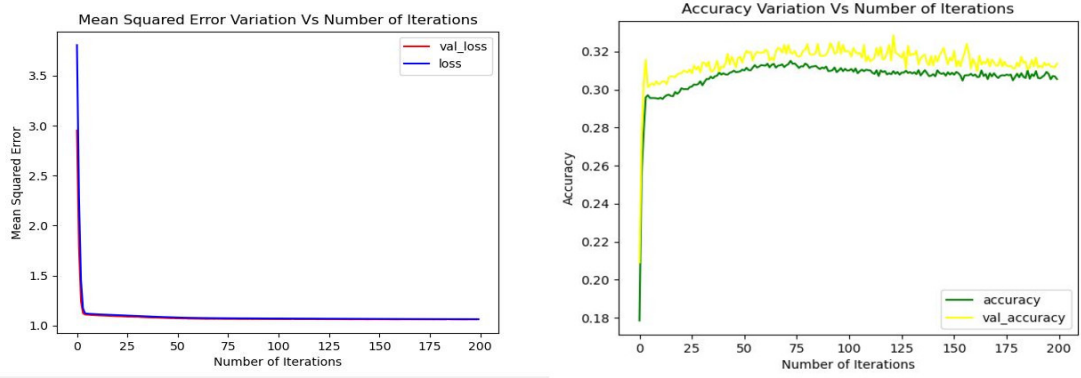 Mean Squared Error Variation Vs Number of Iterations
val_loss
loss
3.5
3.0
2.5
2.0
1.5
1.0
Mean Squared Error
0 25 50 75 100 125 150 175 200
Number of Iterations
Accuracy Variation Vs Number of Iterations
0.32
0.30
0.28
0.26
0.24
0.22
0.20
0.18
Accuracy
accuracy
val_accuracy
0 25 50 75 100 125 150 175 200
Number of Iterations